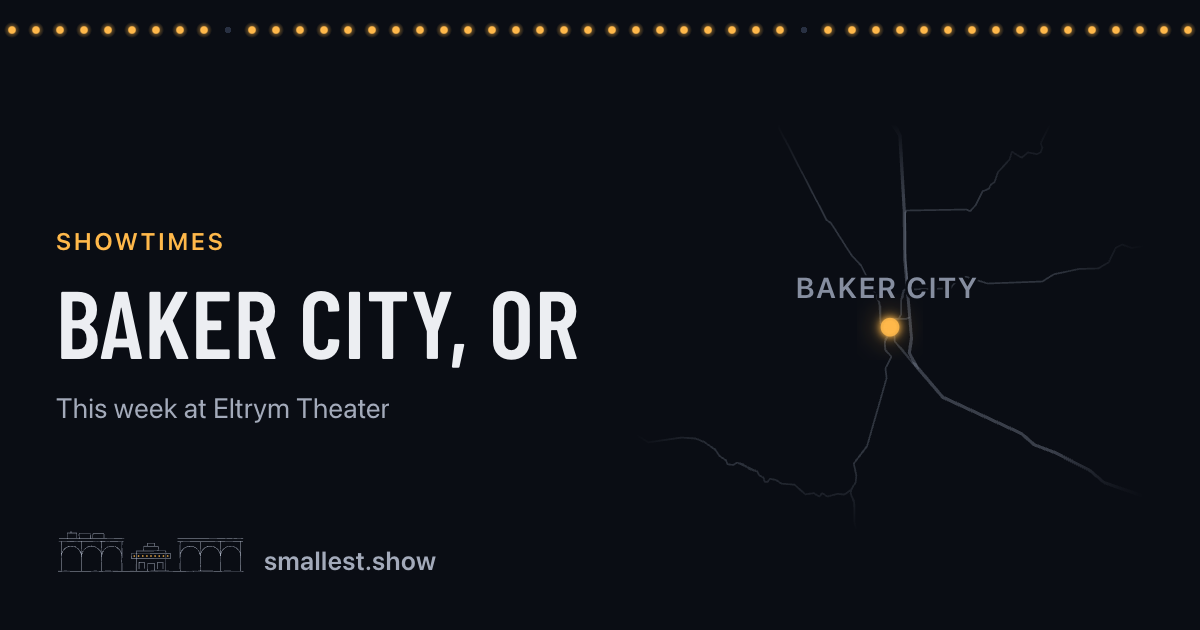 SHOWTIMES
BAKER CITY, OR
This week at Eltrym Theater
BAKER CITY
smallest.show